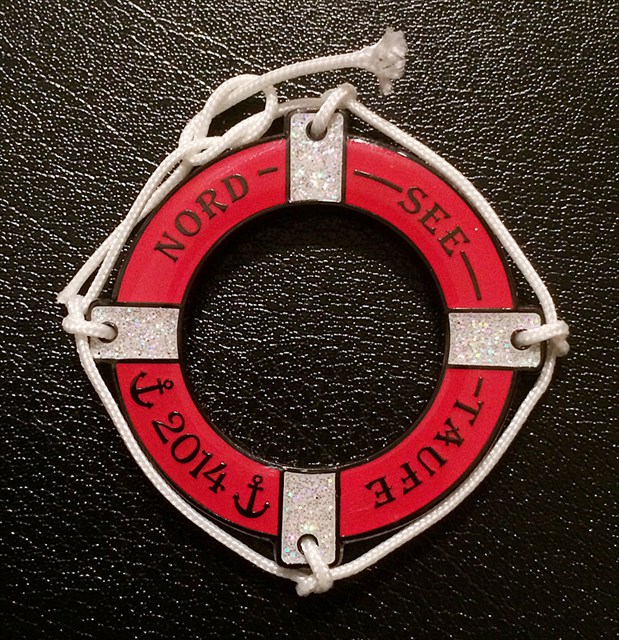 NORD -
— SEE —
- TAUFE
2014